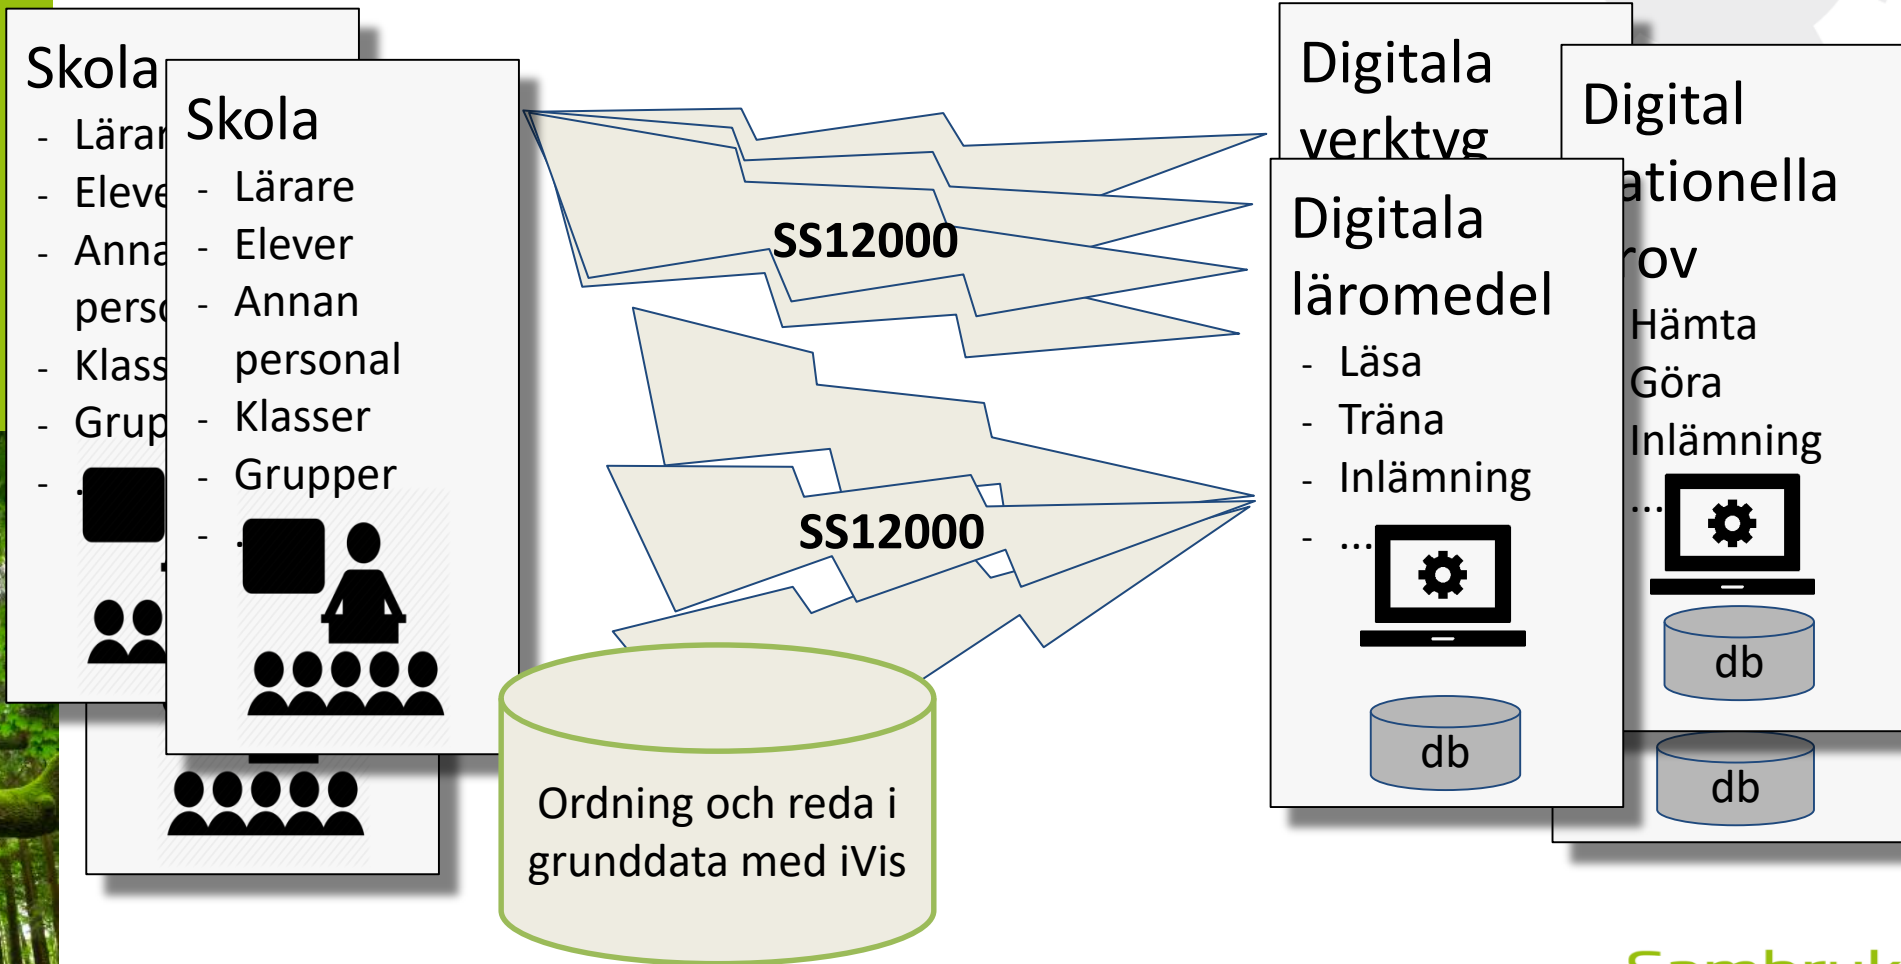 Skola
- Lärar
- Eleve
- Anna
perso
- Klass
- Grup
- .
Skola
- Lärare
- Elever
- Annan
personal
- Klasser
- Grupper
- .
SS12000
SS12000
Ordning och reda i
grunddata med iVis
Digitala
verktyg
Digitala
läromedel
- Läsa
- Träna
- Inlämning
- ...
db
Digital
ationella
rov
Hämta
Göra
Inlämning
...
db
db
Sambruk